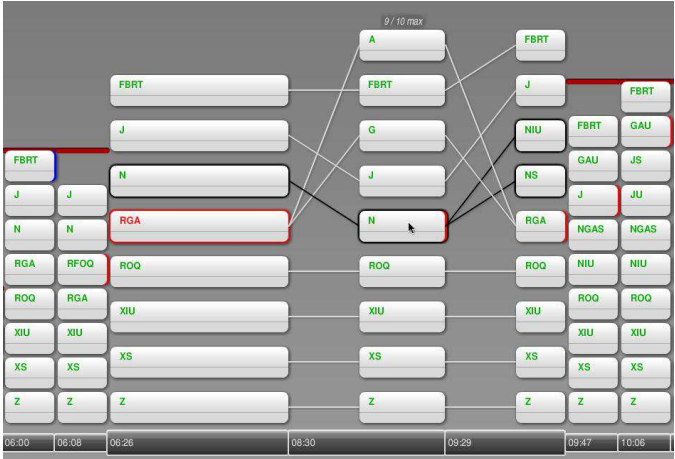 9 / 10 max
A
FBRT
FBRT
FBRT
J
FBRT
J
G
NIU
FBRT
GAU
FBRT
N
J
NS
GAU
JS
J
J
RGA
N
RGA
J
JU
N
N
NGAS
NGAS
RGA
RFOQ
ROQ
ROQ
ROQ
NIU
NIU
ROQ
RGA
XIU
XIU
XIU
ROQ
ROQ
XIU
XIU
XS
XS
XS
XIU
XIU
XS
XS
XS
XS
Z
Z
Z
Z
Z
Z
Z
06:00 06:08 06:26 08:30 09:29 09:47 10:06